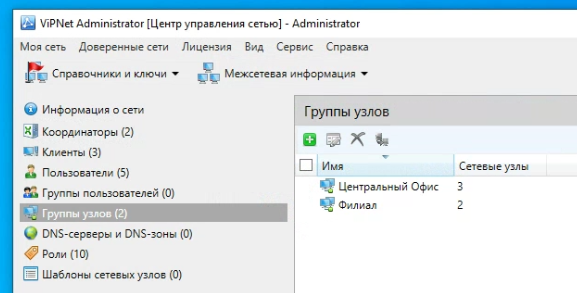 ViPNet Administrator [Центр управления сетью] - Administrator
Моя сеть Доверенные сети Лицензия Вид Сервис Справка
Справочники и ключи Межсетевая информация
Информация о сети
Координаторы (2)
Клиенты (3)
Пользователи (5)
Группы пользователей (0)
Группы узлов (2)
DNS-серверы и DNS-зоны (0)
Роли (10)
Шаблоны сетевых узлов (0)
Группы узлов
Имя Сетевые узлы
Центральный Офис 3
Филиал 2